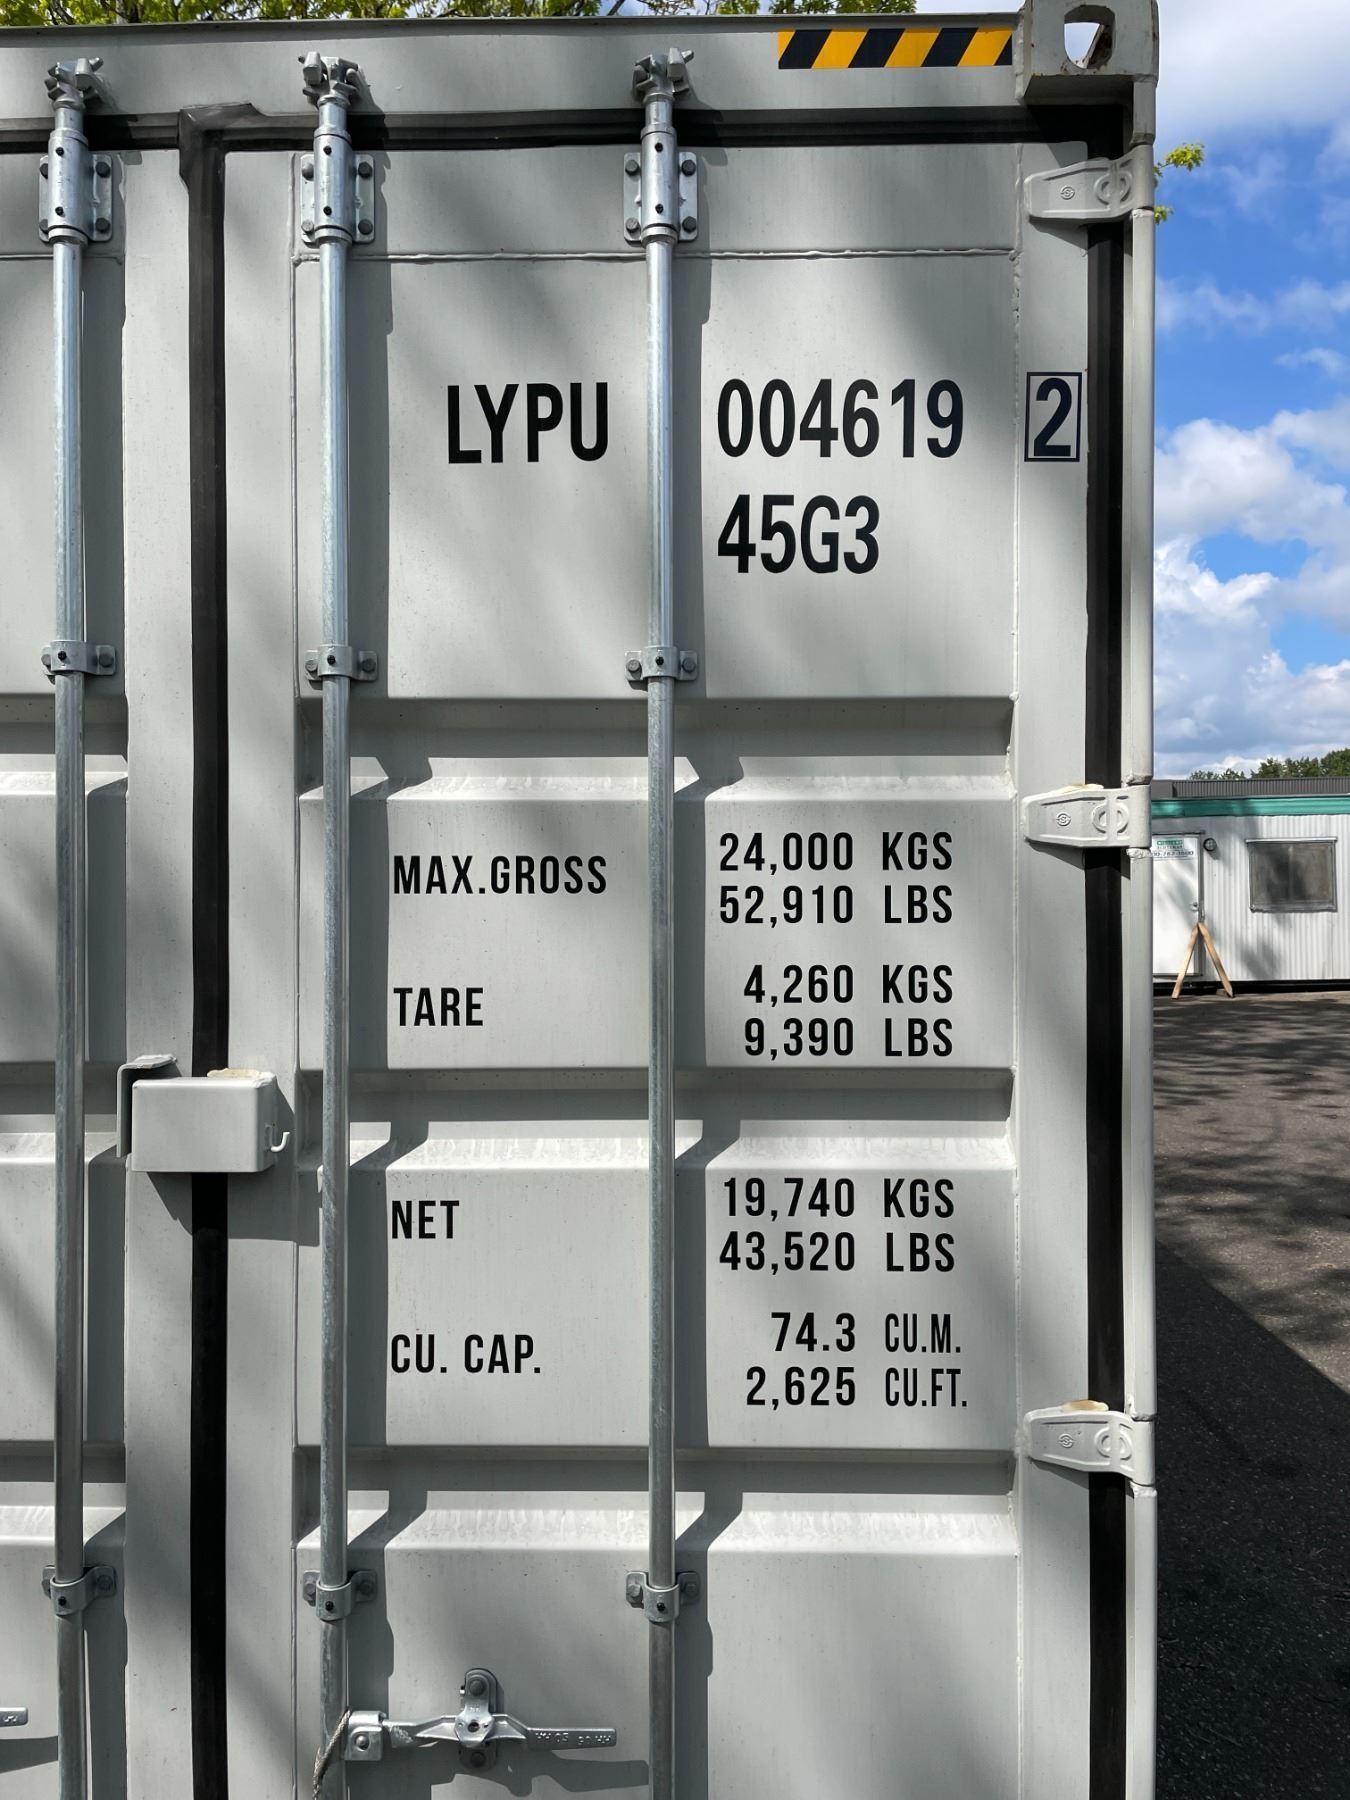 LYPU 004619 2
45G3
MAX.GROSS 24,000 KGS
52,910 LBS
TARE 4,260 KGS
9,390 LBS
NET 19,740 KGS
43,520 LBS
CU. CAP. 74.3 CU.M.
2,625 CU.FT.